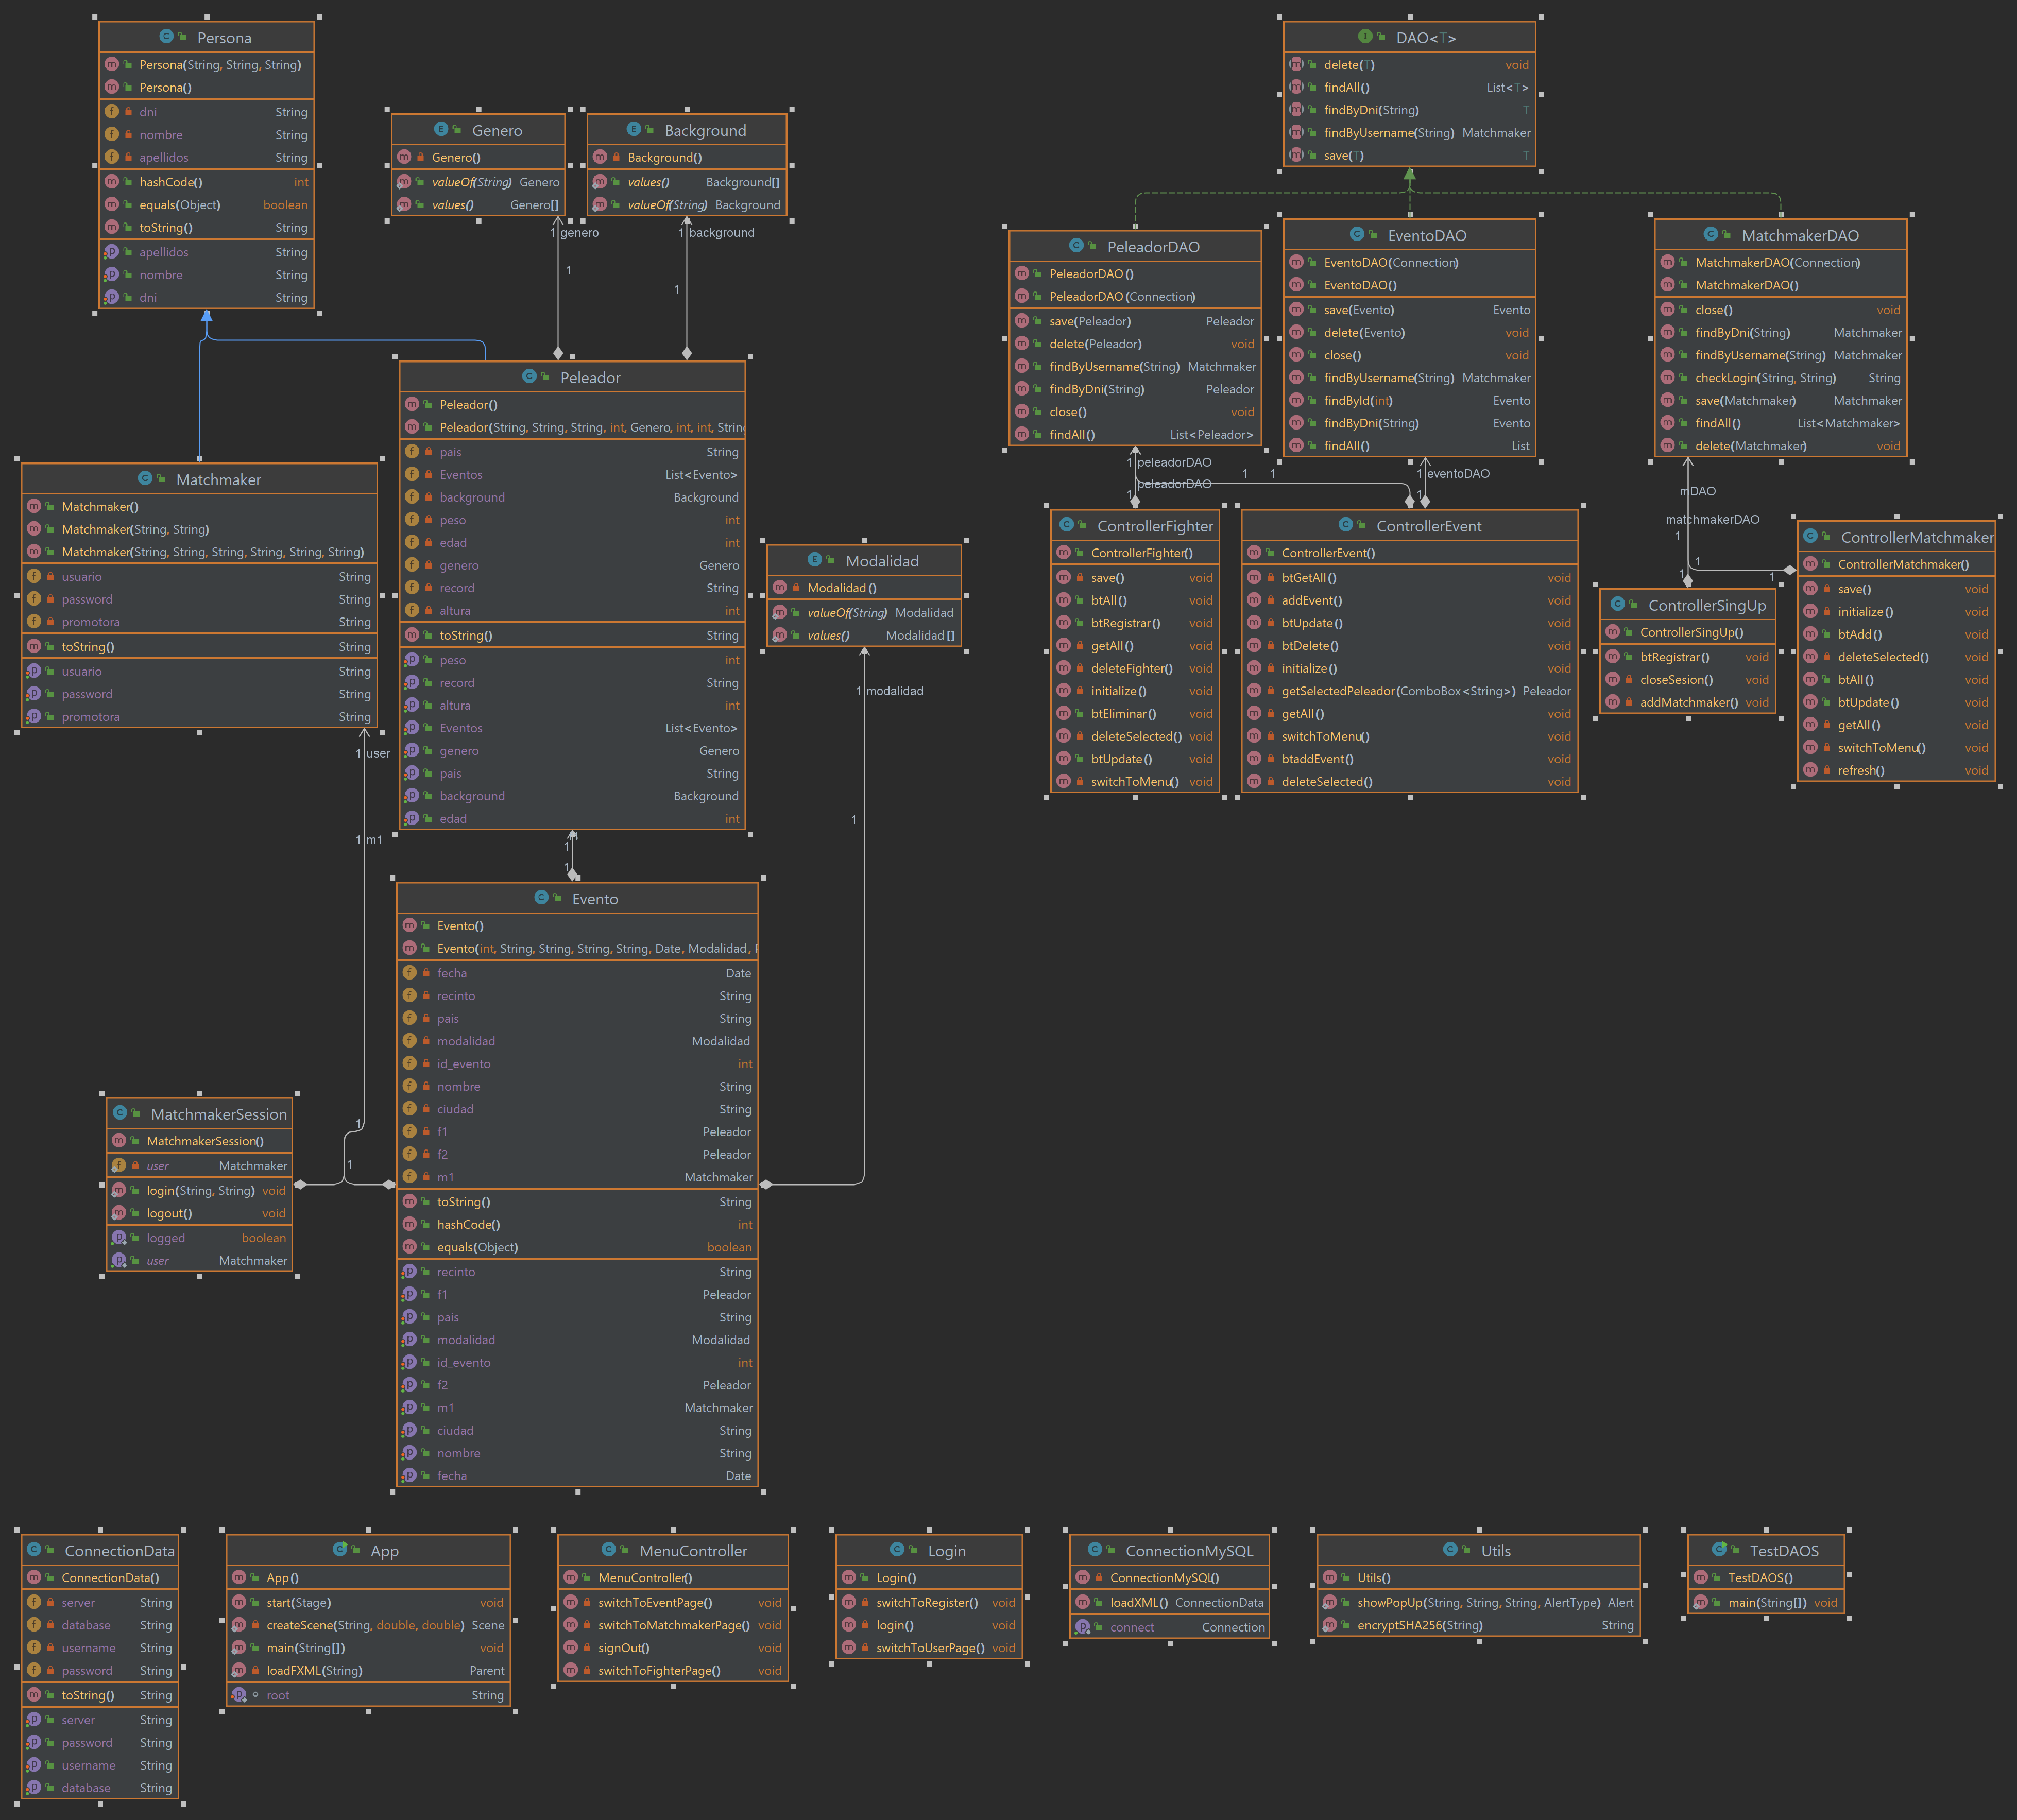 Persona
Persona(String, String, String)
Persona()
dni String
nombre String
apellidos String
hashCode() int
equals(Object) boolean
toString() String
apellidos String
nombre String
dni String
Genero
Genero()
valueOf(String) Genero
values() Genero[]
Background
Background()
values() Background[]
valueOf(String) Background
1 genero
1
1 background
1
DAO<T>
delete(T) void
findAll() List<T>
findByDni(String) T
findByUsername(String) Matchmaker
save(T) T
PeleadorDAO
PeleadorDAO()
PeleadorDAO(Connection)
save(Peleador) Peleador
delete(Peleador) void
findByUsername(String) Matchmaker
findByDni(String) Peleador
close() void
findAll() List<Peleador>
EventoDAO
EventoDAO(Connection)
EventoDAO()
save(Evento) Evento
delete(Evento) void
close() void
findByUsername(String) Matchmaker
findById(int) Evento
findByDni(String) Evento
findAll() List
MatchmakerDAO
MatchmakerDAO(Connection)
MatchmakerDAO()
close() void
findByDni(String) Matchmaker
findByUsername(String) Matchmaker
checkLogin(String, String) String
save(Matchmaker) Matchmaker
findAll() List<Matchmaker>
delete(Matchmaker) void
Peleador
Peleador()
Peleador(String, String, String, int, Genero, int, int, String
pais String
Eventos List<Evento>
background Background
peso int
edad int
genero Genero
record String
altura int
toString() String
peso int
record String
altura int
Eventos List<Evento>
genero Genero
pais String
background Background
edad int
Matchmaker
Matchmaker()
Matchmaker(String, String)
Matchmaker(String, String, String, String, String, String)
usuario String
password String
promotora String
toString() String
usuario String
password String
promotora String
Modalidad
Modalidad()
valueOf(String) Modalidad
values() Modalidad[]
1 peleadorDAO
1 1
peleadorDAO
1
1 eventoDAO
1
mDAO
matchmakerDAO
1
1
1
1
ControllerFighter
ControllerFighter()
save() void
btAll() void
btRegistrar() void
getAll() void
deleteFighter() void
initialize() void
btEliminar() void
deleteSelected() void
btUpdate() void
switchToMenu() void
ControllerEvent
ControllerEvent()
btGetAll() void
addEvent() void
btUpdate() void
btDelete() void
initialize() void
getSelectedPeleador(ComboBox<String>) Peleador
getAll() void
switchToMenu() void
btaddEvent() void
deleteSelected() void
ControllerSingUp
ControllerSingUp()
btRegistrar() void
closeSesion() void
addMatchmaker() void
ControllerMatchmaker
ControllerMatchmaker()
save() void
initialize() void
btAdd() void
deleteSelected() void
btAll() void
btUpdate() void
getAll() void
switchToMenu() void
refresh() void
1 user
1 m1
1 modalidad
1
1
1
1
1
1
Evento
Evento()
Evento(int, String, String, String, String, Date, Modalidad,
fecha Date
recinto String
pais String
modalidad Modalidad
id_evento int
nombre String
ciudad String
f1 Peleador
f2 Peleador
m1 Matchmaker
toString() String
hashCode() int
equals(Object) boolean
recinto String
f1 Peleador
pais String
modalidad Modalidad
id_evento int
f2 Peleador
m1 Matchmaker
ciudad String
nombre String
fecha Date
MatchmakerSession
MatchmakerSession()
user Matchmaker
login(String, String) void
logout() void
logged boolean
user Matchmaker
ConnectionData
ConnectionData()
server String
database String
username String
password String
toString() String
server String
password String
username String
database String
App
App()
start(Stage) void
createScene(String, double, double) Scene
main(String[]) void
loadFXML(String) Parent
root String
MenuController
MenuController()
switchToEventPage() void
switchToMatchmakerPage() void
signOut() void
switchToFighterPage() void
Login
Login()
switchToRegister() void
login() void
switchToUserPage() void
ConnectionMySQL
ConnectionMySQL()
loadXML() ConnectionData
connect Connection
Utils
Utils()
showPopUp(String, String, String, AlertType) Alert
encryptSHA256(String) String
TestDAOS
TestDAOS()
main(String[]) void